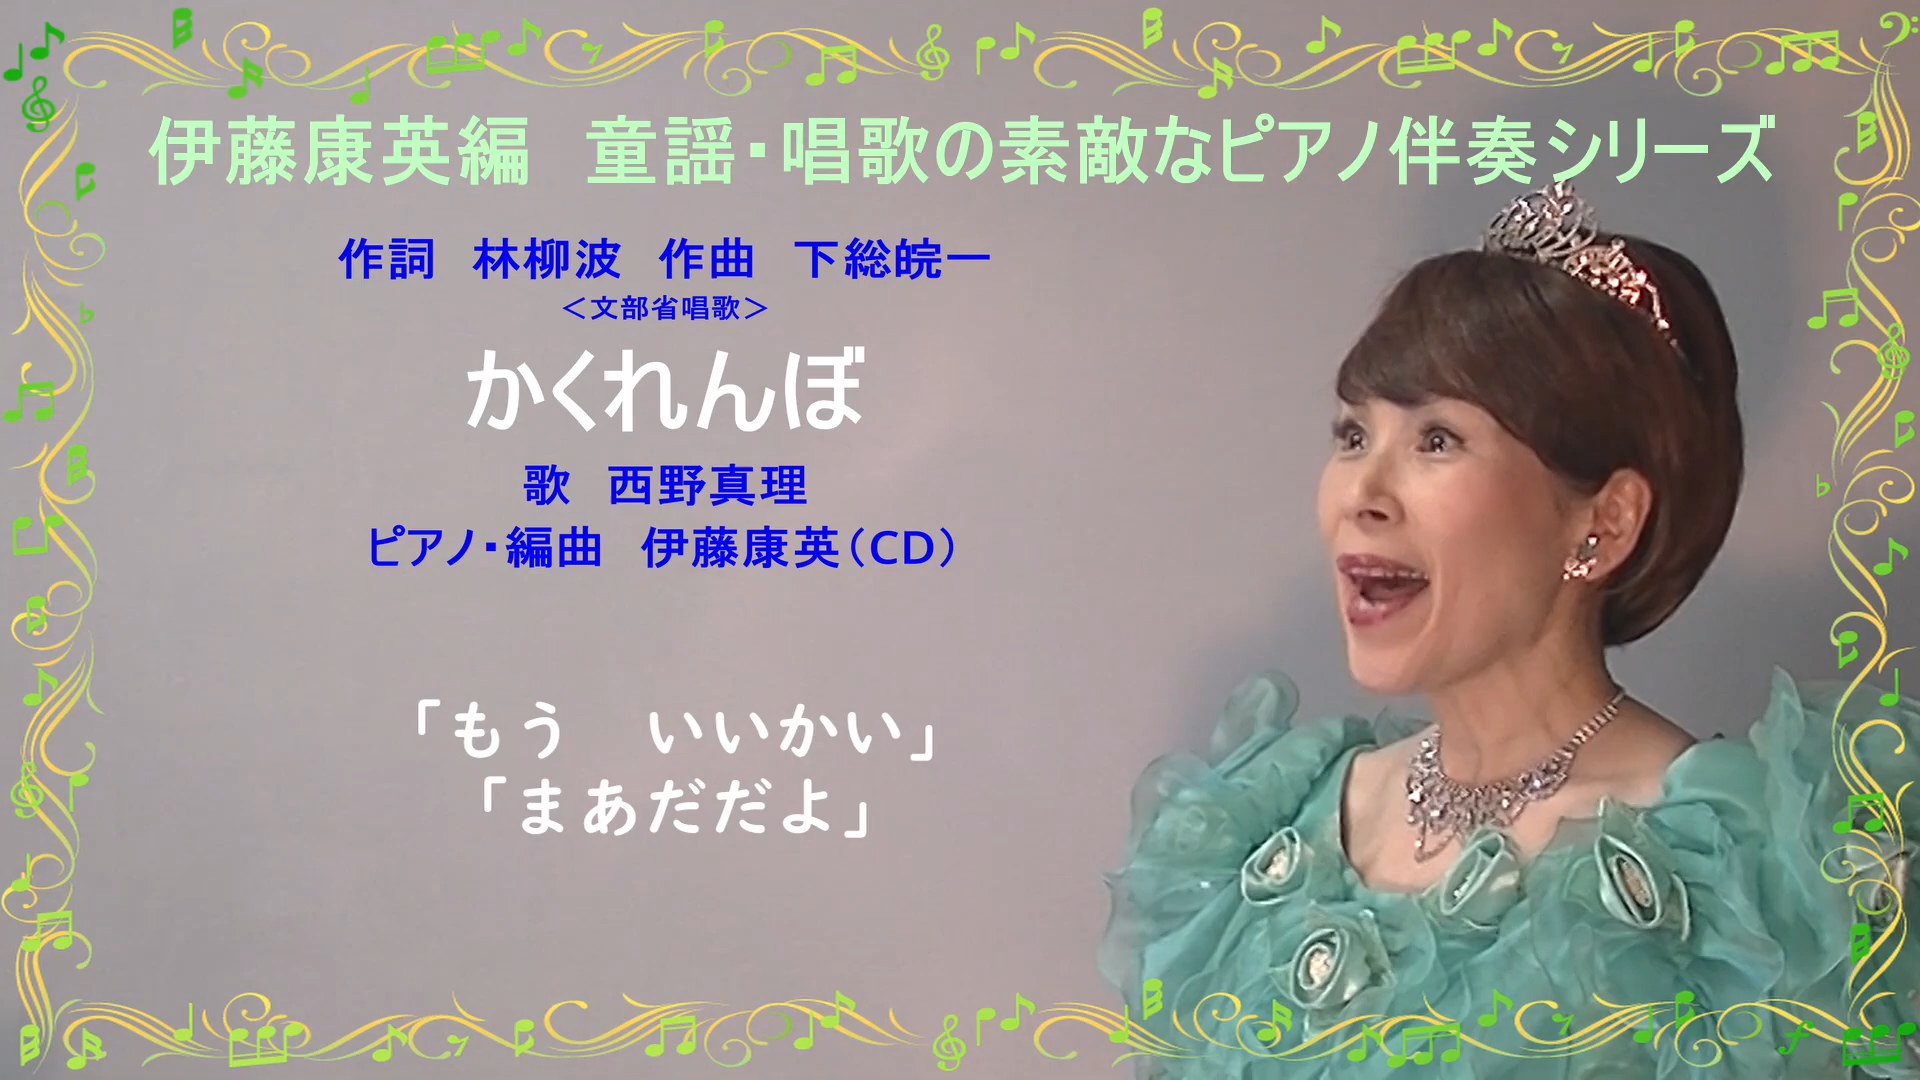 伊藤康英編　童謡・唱歌の素敵なピアノ伴奏シリーズ
作詞　林柳波　作曲　下総皖一
＜文部省唱歌＞
かくれんぼ
歌　西野真理
ピアノ・編曲　伊藤康英（CD）
「もう　いいかい」
「まあだだよ」